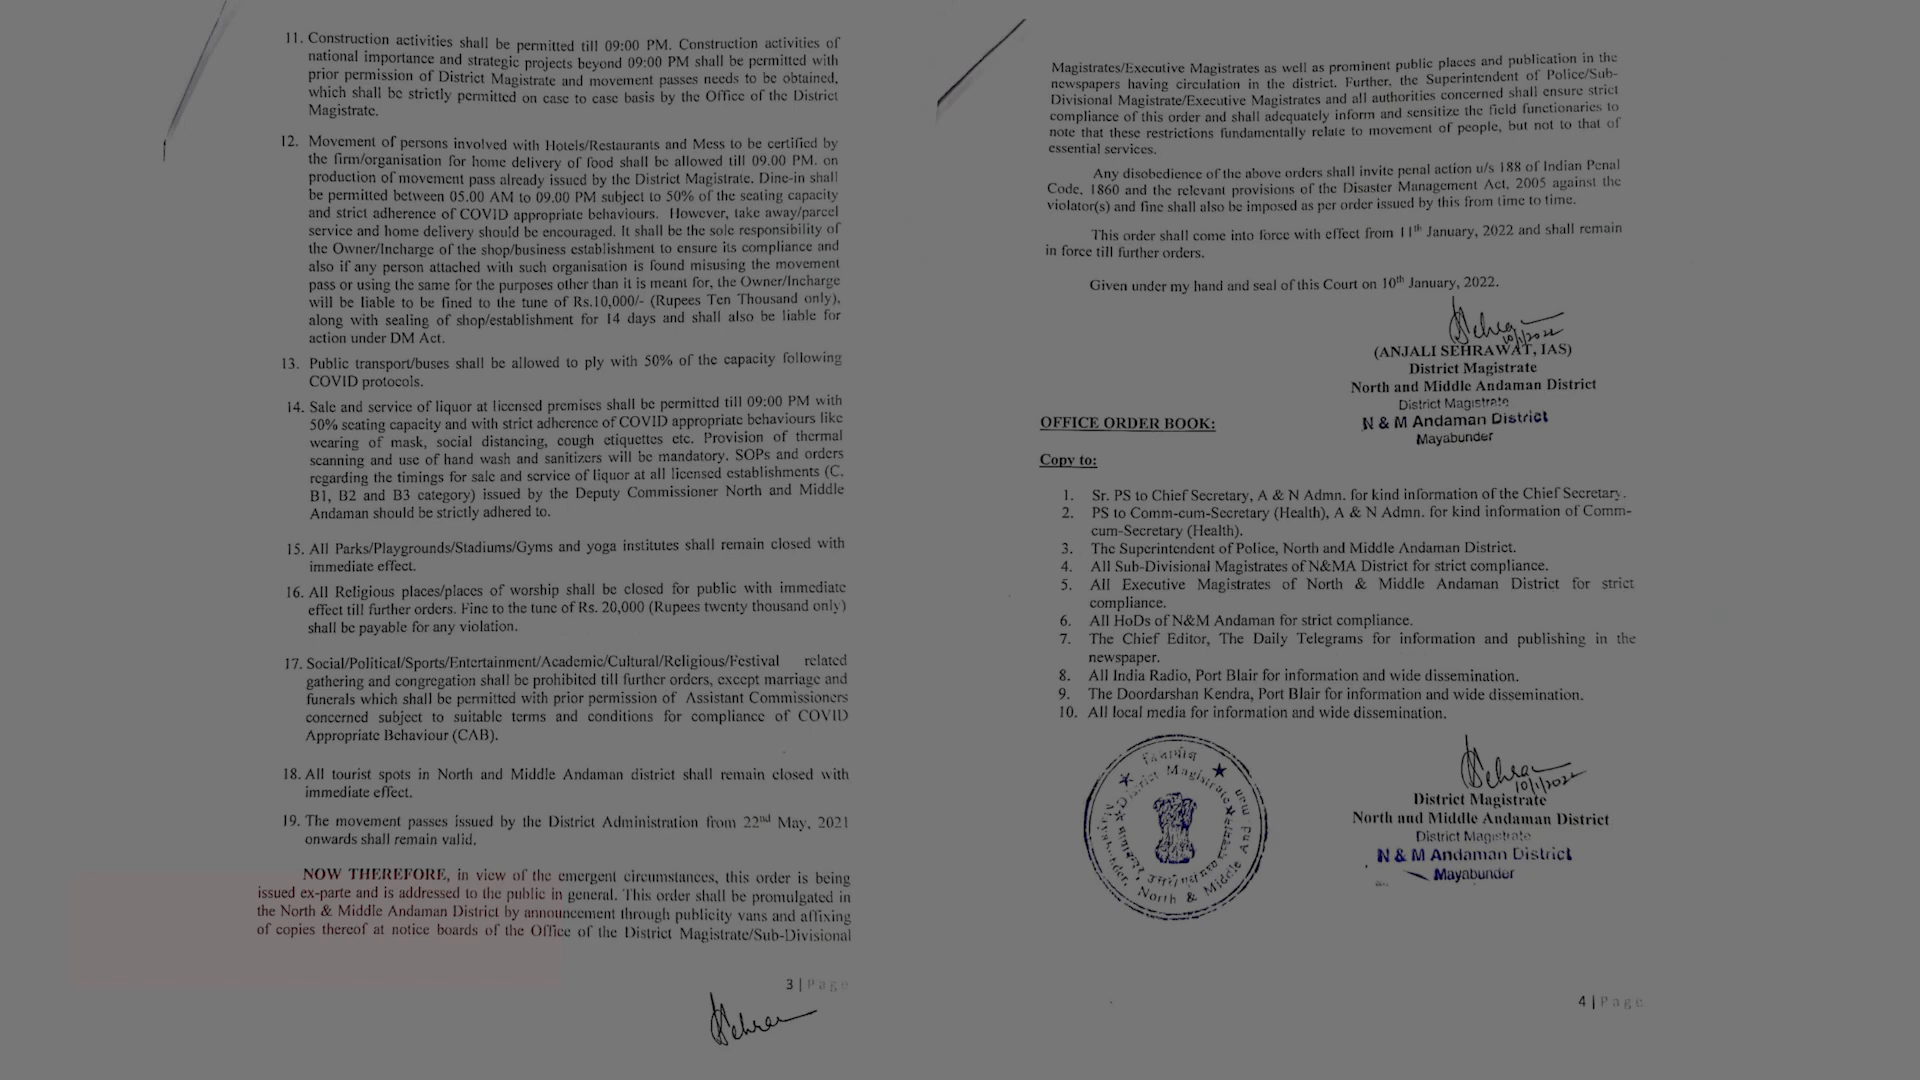 11. Construction activities shall be permitted till 09:00 PM. Construction activities of
national importance and strategic projects beyond 09:00 PM shall be permitted with
prior permission of District Magistrate and movement passes needs to be obtained,
which shall be strictly permitted on case to case basis by the Office of the District
Magistrate.
12. Movement of persons involved with Hotels/Restaurants and Mess to be certified by
the firm/organisation for home delivery of food shall be allowed till 09.00 PM. on
production of movement pass already issued by the District Magistrate. Dine-in shall
be permitted between 05.00 AM to 09.00 PM subject to 50% of the seating capacity
and strict adherence of COVID appropriate behaviours. However, take away/parcel
service and home delivery should be encouraged. It shall be the sole responsibility of
the Owner/Incharge of the shop/business establishment to ensure its compliance and
also if any person attached with such organisation is found misusing the movement
pass or using the same for the purposes other than it is meant for, the Owner/Incharge
will be liable to be fined to the tune of Rs.10,000/- (Rupees Ten Thousand only),
along with sealing of shop/establishment for 14 days and shall also be liable for
action under DM Act.
13. Public transport/buses shall be allowed to ply with 50% of the capacity following
COVID protocols.
14. Sale and service of liquor at licensed premises shall be permitted till 09:00 PM with
50% seating capacity and with strict adherence of COVID appropriate behaviours like
wearing of mask, social distancing, cough etiquettes etc. Provision of thermal
scanning and use of hand wash and sanitizers will be mandatory. SOPs and orders
regarding the timings for sale and service of liquor at all licensed establishments (C,
B1, B2 and B3 category) issued by the Deputy Commissioner North and Middle
Andaman should be strictly adhered to.
15. All Parks/Playgrounds/Stadiums/Gyms and yoga institutes shall remain closed with
immediate effect.
16. All Religious places/places of worship shall be closed for public with immediate
effect till further orders. Fine to the tune of Rs. 20,000 (Rupees twenty thousand only)
shall be payable for any violation.
17. Social/Political/Sports/Entertainment/Academic/Cultural/Religious/Festival related
gathering and congregation shall be prohibited till further orders, except marriage and
funerals which shall be permitted with prior permission of Assistant Commissioners
concerned subject to suitable terms and conditions for compliance of COVID
Appropriate Behaviour (CAB).
18. All tourist spots in North and Middle Andaman district shall remain closed with
immediate effect.
19. The movement passes issued by the District Administration from 22nd May, 2021
onwards shall remain valid.
NOW THEREFORE, in view of the emergent circumstances, this order is being
issued ex-parte and is addressed to the public in general. This order shall be promulgated in
the North & Middle Andaman District by announcement through publicity vans and affixing
of copies thereof at notice boards of the Office of the District Magistrate/Sub-Divisional
3 | Page
Sehra
Magistrates/Executive Magistrates as well as prominent public places and publication in the
newspapers having circulation in the district. Further, the Superintendent of Police/Sub-
Divisional Magistrate/Executive Magistrates and all authorities concerned shall ensure strict
compliance of this order and shall adequately inform and sensitize the field functionaries to
note that these restrictions fundamentally relate to movement of people, but not to that of
essential services.
Any disobedience of the above orders shall invite penal action u/s 188 of Indian Penal
Code, 1860 and the relevant provisions of the Disaster Management Act, 2005 against the
violator(s) and fine shall also be imposed as per order issued by this from time to time.
This order shall come into force with effect from 11th January, 2022 and shall remain
in force till further orders.
Given under my hand and seal of this Court on 10th January, 2022.
Sehra
10/1/2022
(ANJALI SEHRAWAT, IAS)
District Magistrate
North and Middle Andaman District
District Magistrate
N & M Andaman District
Mayabunder
OFFICE ORDER BOOK:
Copy to:
1. Sr. PS to Chief Secretary, A & N Admn. for kind information of the Chief Secretary.
2. PS to Comm-cum-Secretary (Health), A & N Admn. for kind information of Comm-
cum-Secretary (Health).
3. The Superintendent of Police, North and Middle Andaman District.
4. All Sub-Divisional Magistrates of N&MA District for strict compliance.
5. All Executive Magistrates of North & Middle Andaman District for strict
compliance.
6. All HoDs of N&M Andaman for strict compliance.
7. The Chief Editor, The Daily Telegrams for information and publishing in the
newspaper.
8. All India Radio, Port Blair for information and wide dissemination.
9. The Doordarshan Kendra, Port Blair for information and wide dissemination.
10. All local media for information and wide dissemination.
District Magistrate
Mayabunder, North & Middle Andaman
Sehra
10/1/2022
District Magistrate
North and Middle Andaman District
District Magistrate
N & M Andaman District
Mayabunder
4 | Page